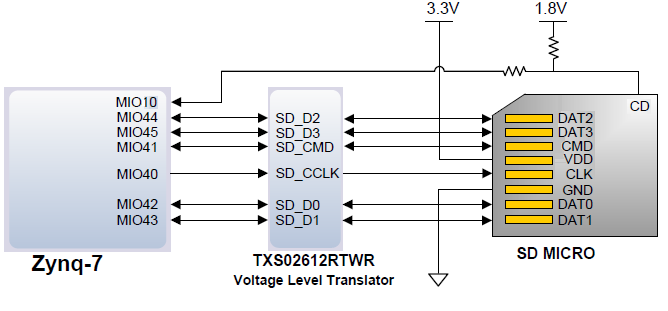 3.3V
1.8V
MIO10
CD
MIO44
SD_D2
DAT2
MIO45
SD_D3
DAT3
MIO41
SD_CMD
CMD
VDD
MIO40
SD_CCLK
CLK
GND
MIO42
SD_D0
DAT0
MIO43
SD_D1
DAT1
Zynq-7
TXS02612RTWR
SD MICRO
Voltage Level Translator